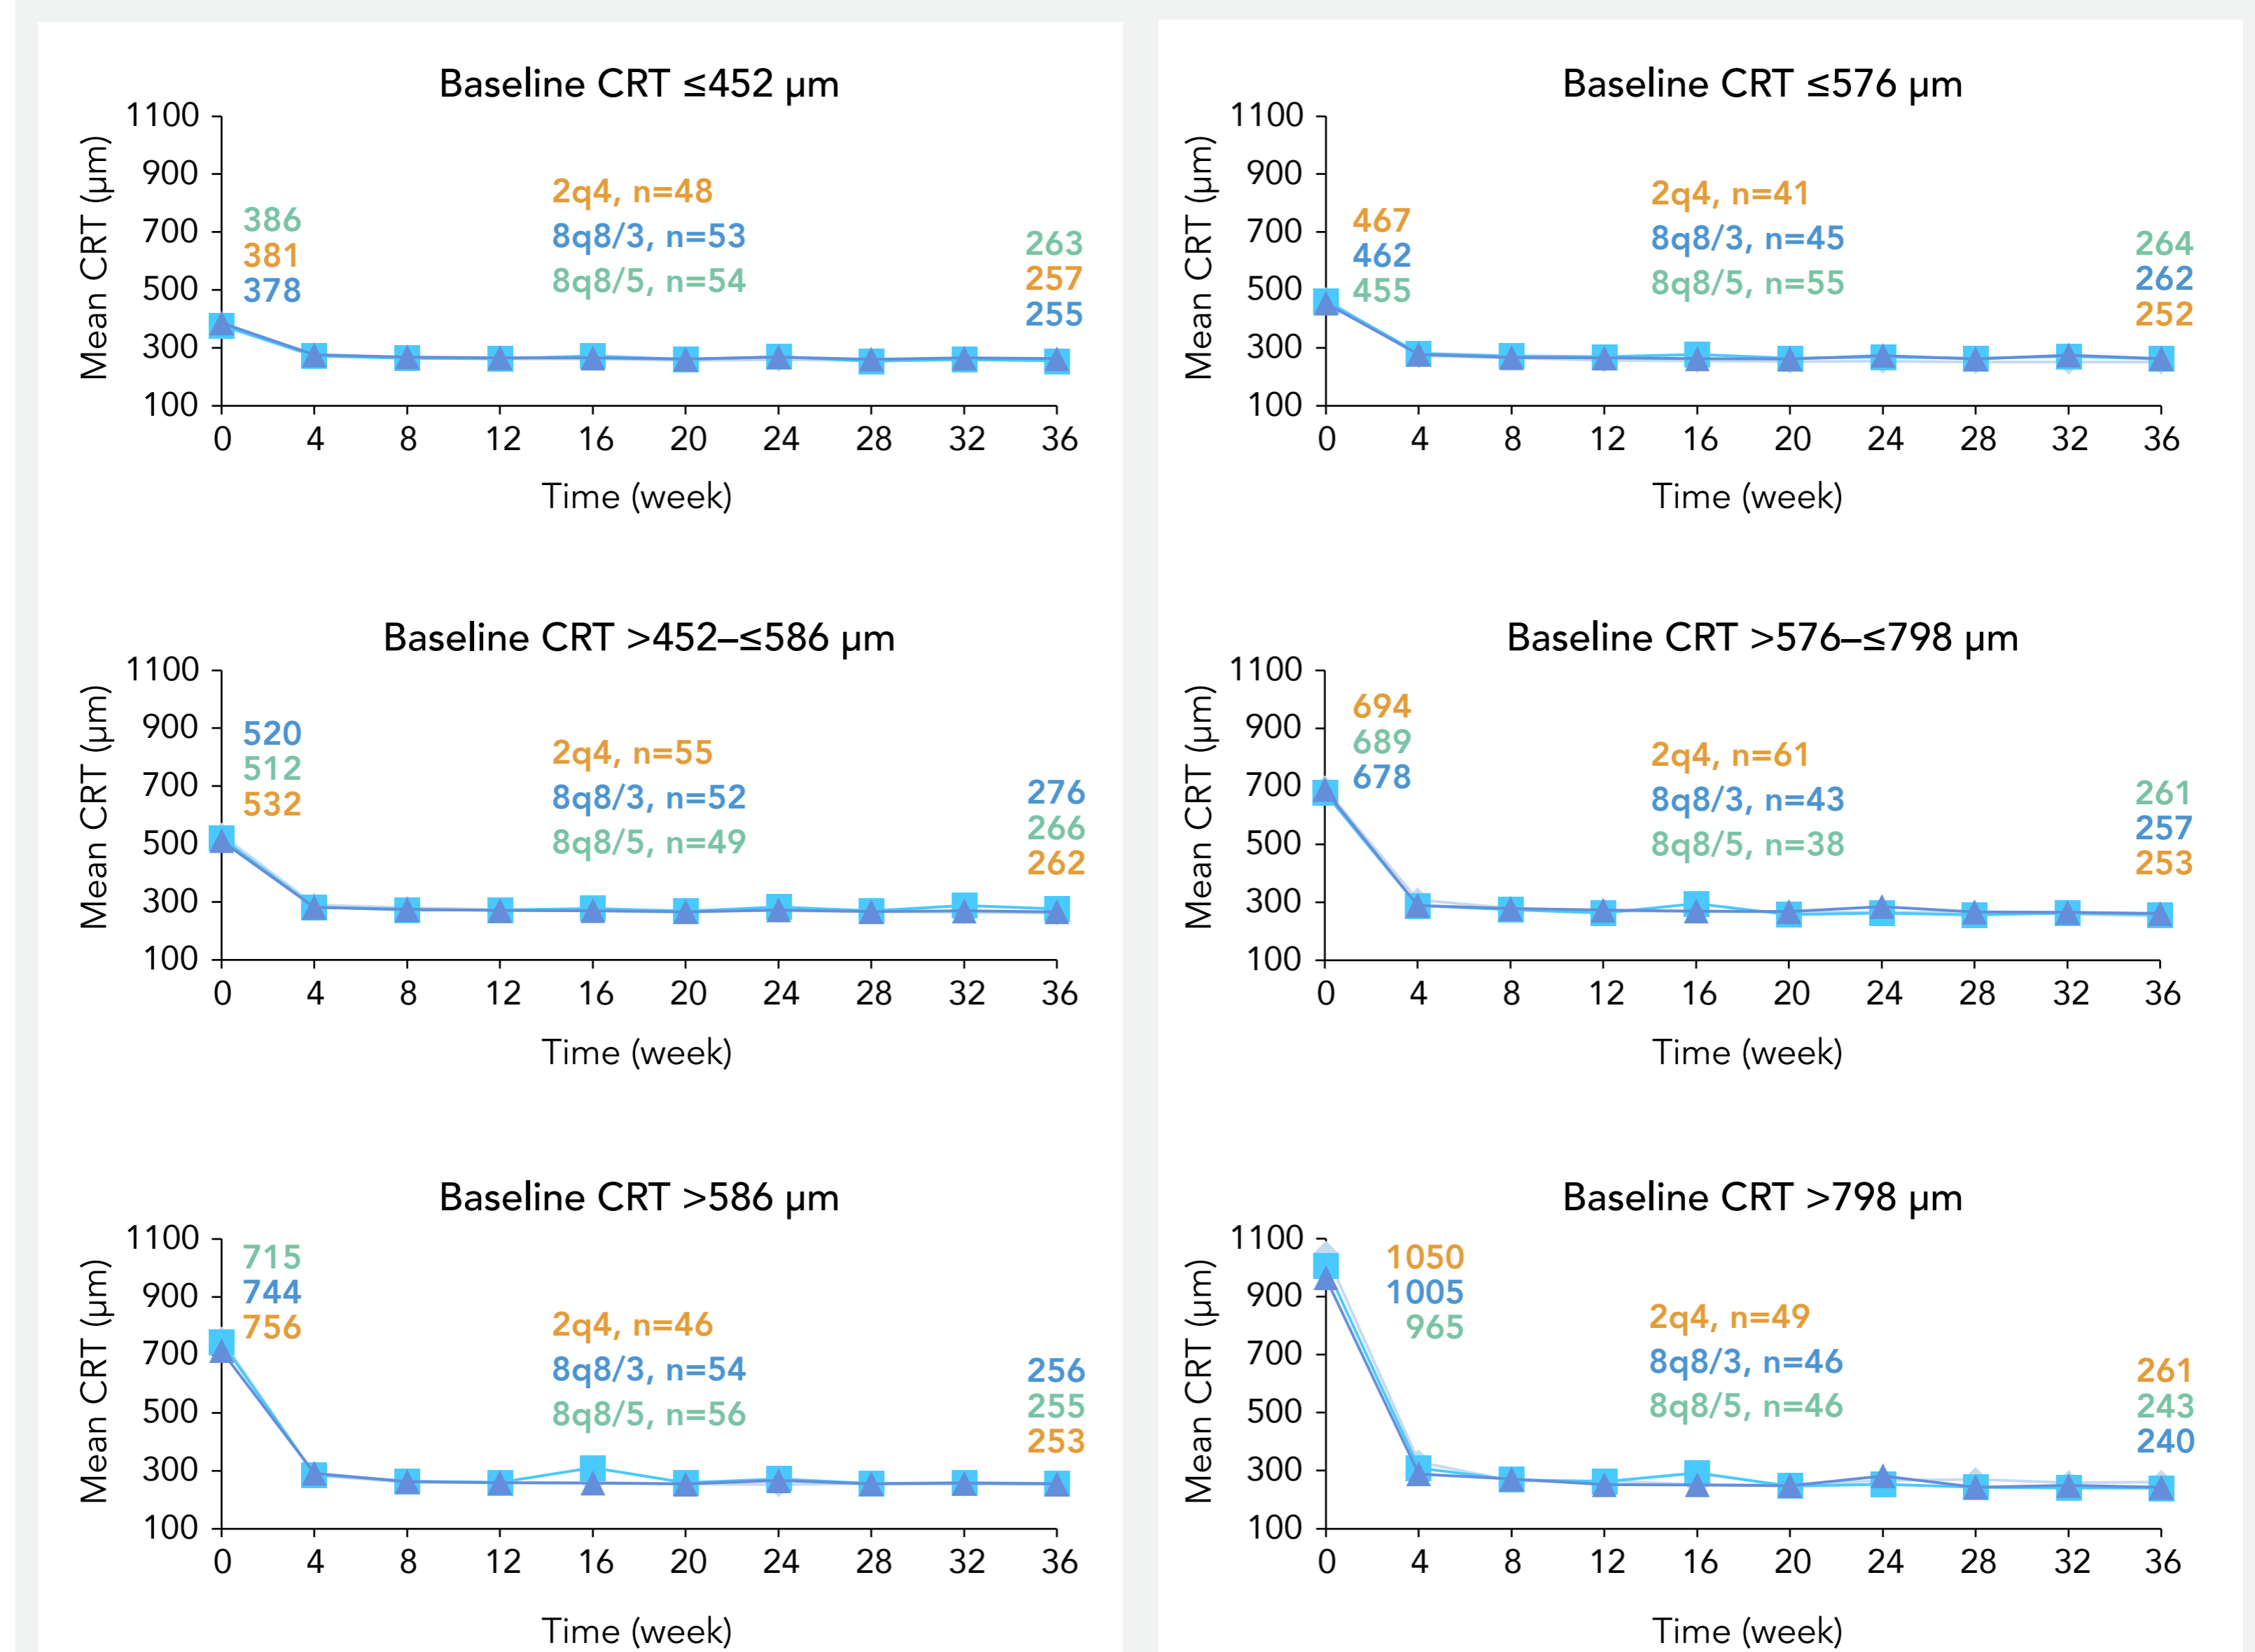 Baseline CRT ≤452 µm
Mean CRT (µm)
1100
900
700
500
300
100
386
381
378
2q4, n=48
8q8/3, n=53
8q8/5, n=54
263
257
255
0 4 8 12 16 20 24 28 32 36
Time (week)
Baseline CRT ≤576 µm
Mean CRT (µm)
1100
900
700
500
300
100
467
462
455
2q4, n=41
8q8/3, n=45
8q8/5, n=55
264
262
252
0 4 8 12 16 20 24 28 32 36
Time (week)
Baseline CRT >452–≤586 µm
Mean CRT (µm)
1100
900
700
500
300
100
520
512
532
2q4, n=55
8q8/3, n=52
8q8/5, n=49
276
266
262
0 4 8 12 16 20 24 28 32 36
Time (week)
Baseline CRT >576–≤798 µm
Mean CRT (µm)
1100
900
700
500
300
100
694
689
678
2q4, n=61
8q8/3, n=43
8q8/5, n=38
261
257
253
0 4 8 12 16 20 24 28 32 36
Time (week)
Baseline CRT >586 µm
Mean CRT (µm)
1100
900
700
500
300
100
715
744
756
2q4, n=46
8q8/3, n=54
8q8/5, n=56
256
255
253
0 4 8 12 16 20 24 28 32 36
Time (week)
Baseline CRT >798 µm
Mean CRT (µm)
1100
900
700
500
300
100
1050
1005
965
2q4, n=49
8q8/3, n=46
8q8/5, n=46
261
243
240
0 4 8 12 16 20 24 28 32 36
Time (week)